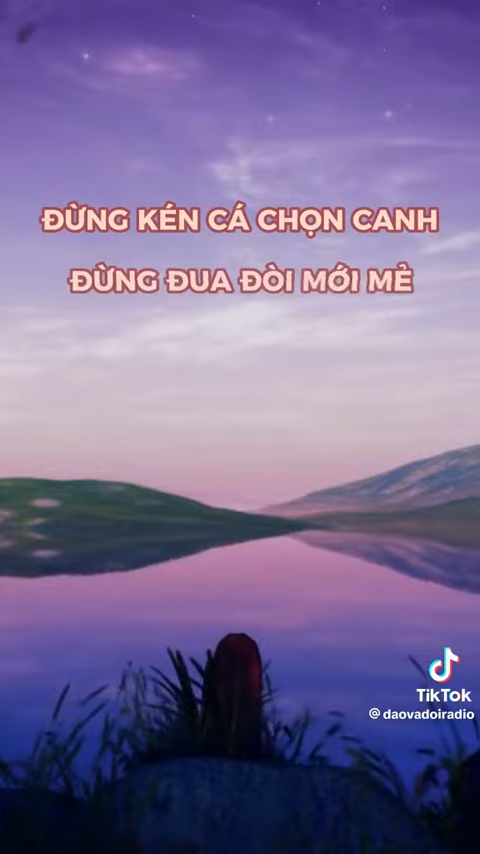 ĐỪNG KÉN CÁ CHỌN CANH
ĐỪNG ĐUA ĐÒI MỚI MẺ
TikTok
@daovadoiradio